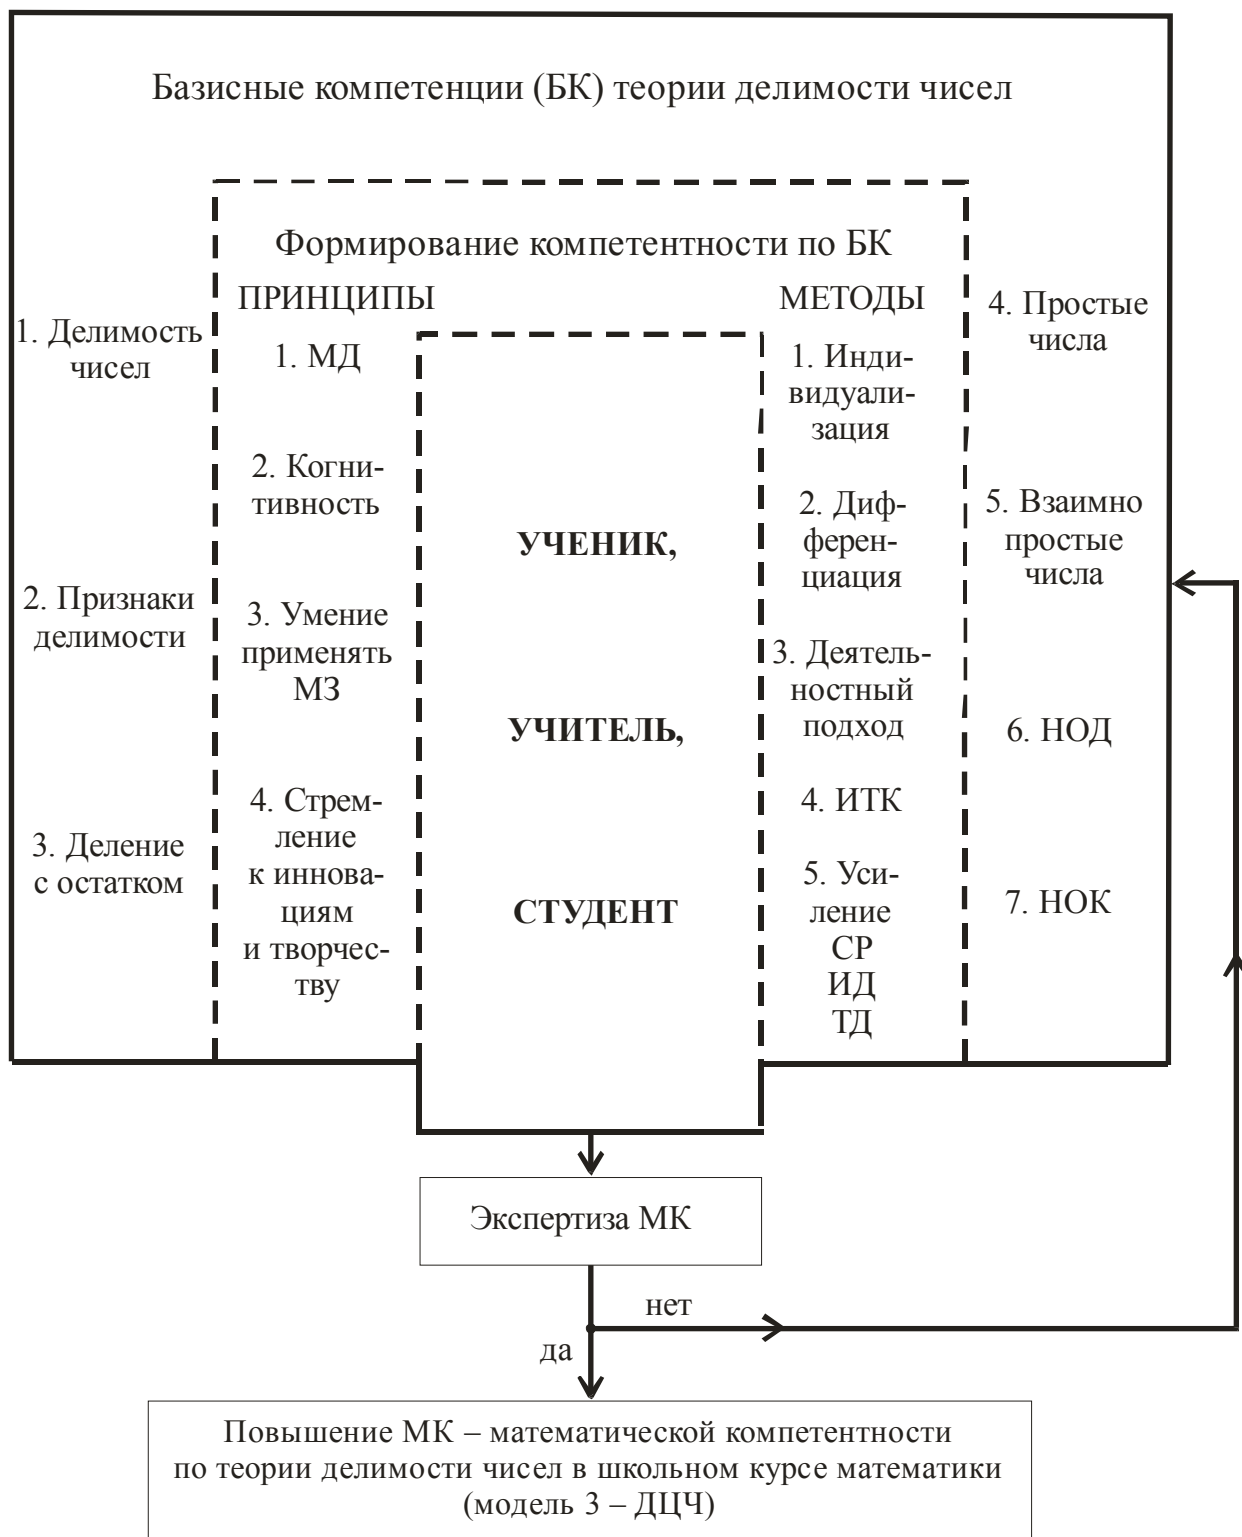 Базисные компетенции (БК) теории делимости чисел
Формирование компетентности по БК
1. Делимость
чисел
2. Признаки
делимости
3. Деление
с остатком
ПРИНЦИПЫ
1. МД
2. Когни-
тивность
3. Умение
применять
МЗ
4. Стрем-
ление
к иннова-
циям
и творчес-
тву
УЧЕНИК,
УЧИТЕЛЬ,
СТУДЕНТ
МЕТОДЫ
1. Инди-
видуали-
зация
2. Диф-
ферен-
циация
3. Деятель-
ностный
подход
4. ИТК
5. Уси-
ление
СР
ИД
ТД
4. Простые
числа
5. Взаимно
простые
числа
6. НОД
7. НОК
Экспертиза МК
нет
да
Повышение МК – математической компетентности
по теории делимости чисел в школьном курсе математики
(модель 3 – ДЦЧ)